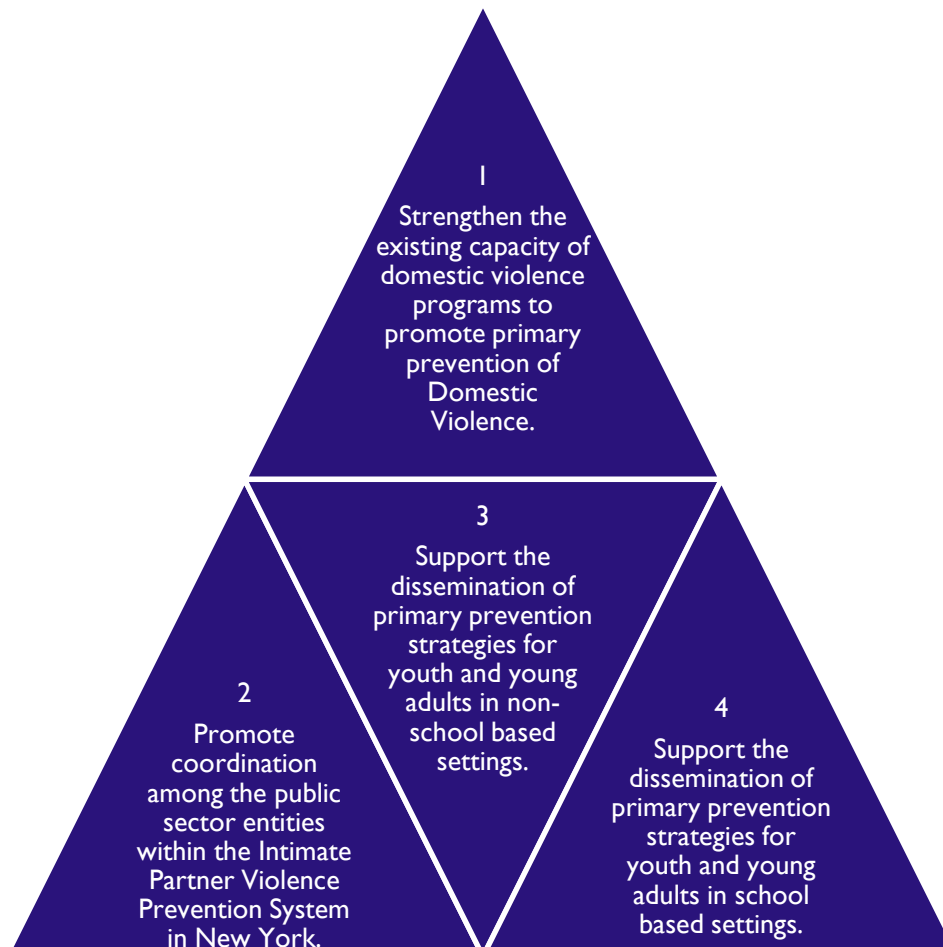 1
Strengthen the
existing capacity of
domestic violence
programs to
promote primary
prevention of
Domestic
Violence.
2
Promote
coordination
among the public
sector entities
within the Intimate
Partner Violence
Prevention System
in New York.
3
Support the
dissemination of
primary prevention
strategies for
youth and young
adults in non-
school based
settings.
4
Support the
dissemination of
primary prevention
strategies for
youth and young
adults in school
based settings.